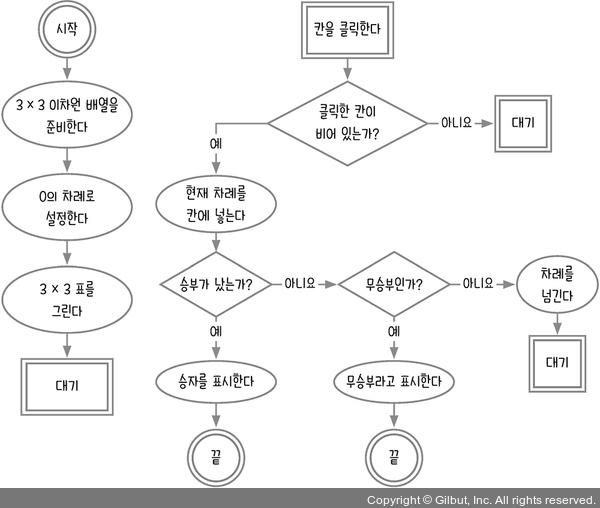 시작
3 × 3 이차원 배열을
준비한다
O의 차례로
설정한다
3 × 3 표를
그린다
대기
칸을 클릭한다
클릭한 칸이
비어 있는가?
아니요
대기
예
현재 차례를
칸에 넣는다
승부가 났는가?
아니요
무승부인가?
아니요
차례를
넘긴다
대기
예
승자를 표시한다
끝
예
무승부라고 표시한다
끝
Copyright © Gilbut, Inc. All rights reserved.